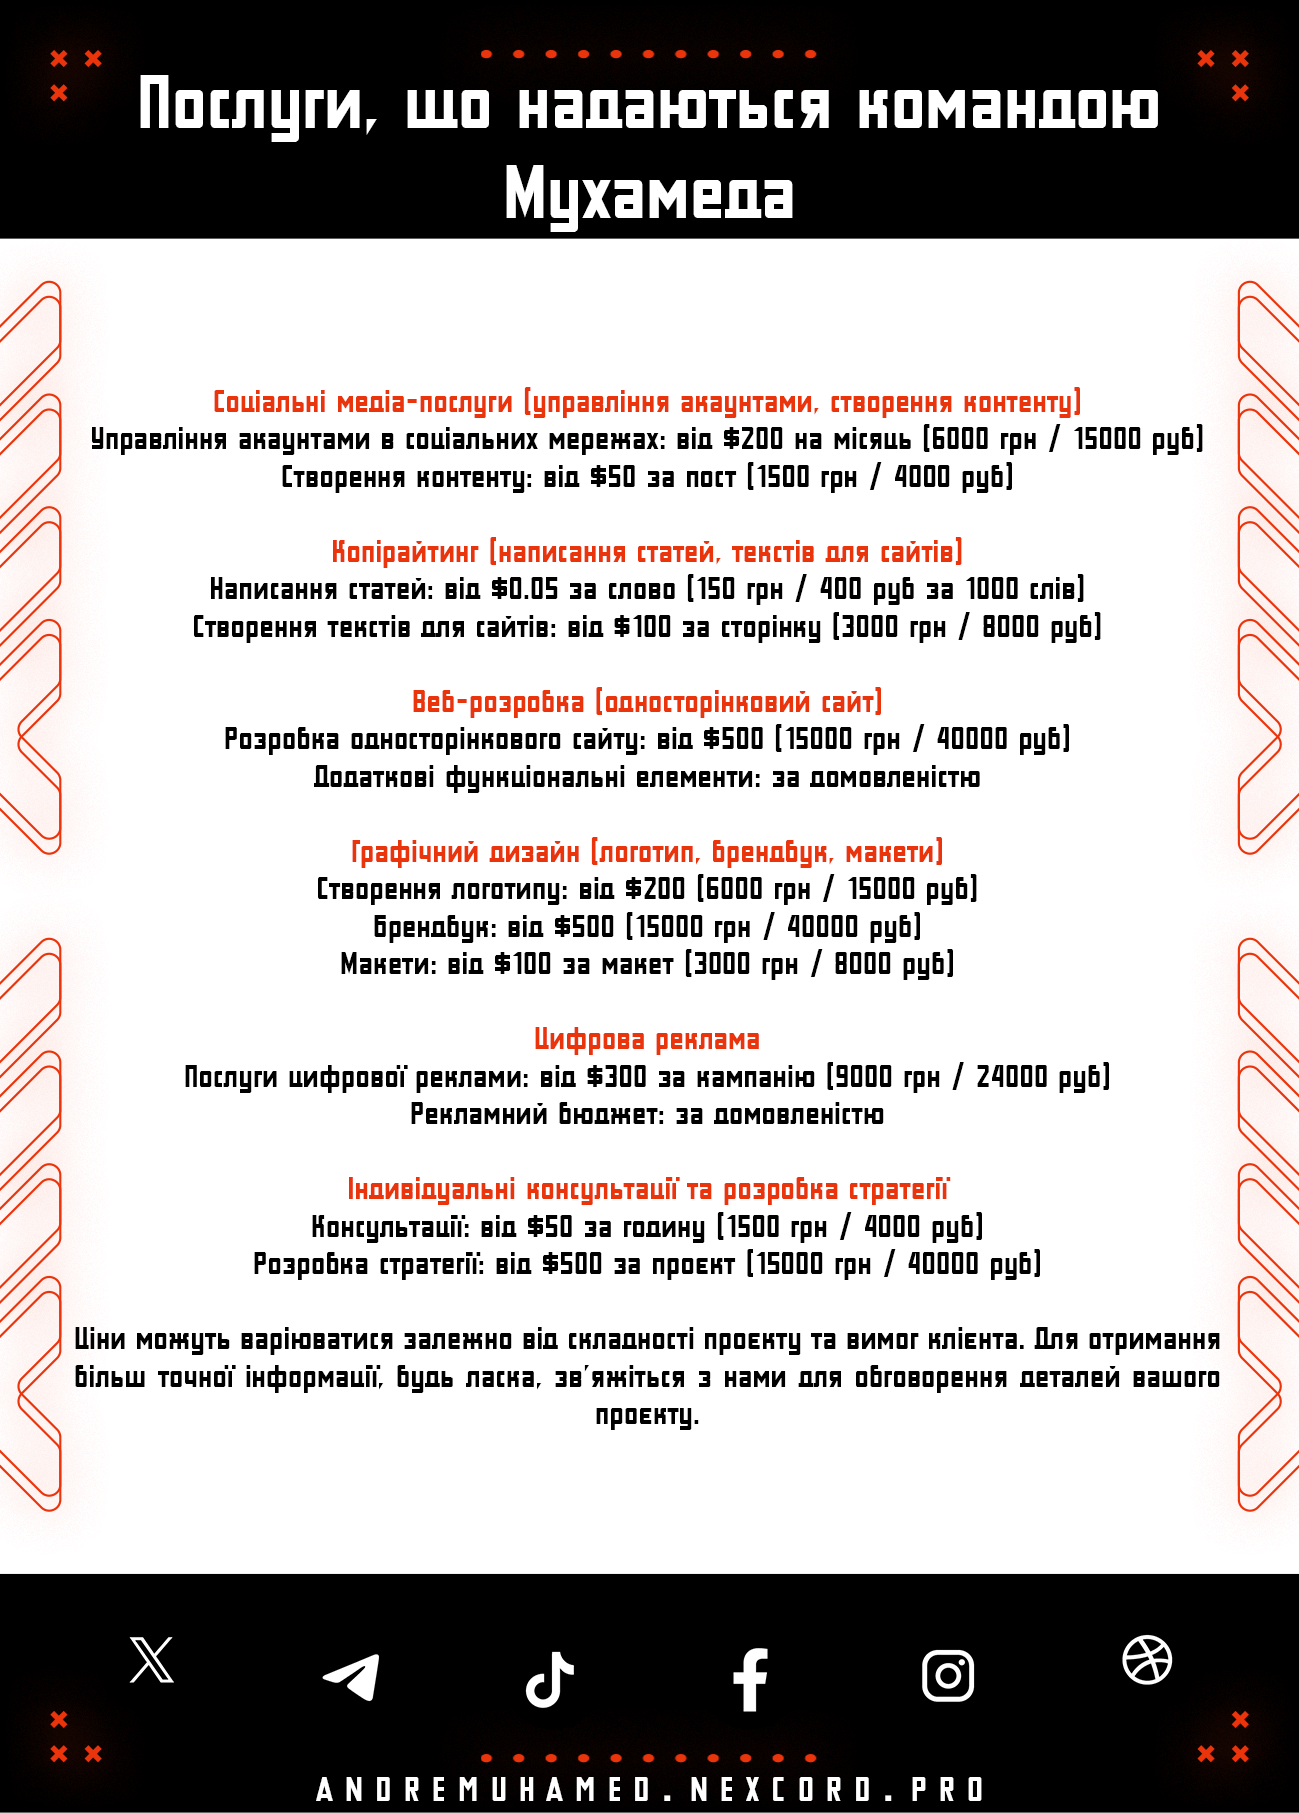 Послуги, що надаються командою
Мухамеда
Соціальні медіа-послуги (управління акаунтами, створення контенту)
Управління акаунтами в соціальних мережах: від $200 на місяць (6000 грн / 15000 руб)
Створення контенту: від $50 за пост (1500 грн / 4000 руб)
Копірайтинг (написання статей, текстів для сайтів)
Написання статей: від $0.05 за слово (150 грн / 400 руб за 1000 слів)
Створення текстів для сайтів: від $100 за сторінку (3000 грн / 8000 руб)
Веб-розробка (односторінковий сайт)
Розробка односторінкового сайту: від $500 (15000 грн / 40000 руб)
Додаткові функціональні елементи: за домовленістю
Графічний дизайн (логотип, брендбук, макети)
Створення логотипу: від $200 (6000 грн / 15000 руб)
Брендбук: від $500 (15000 грн / 40000 руб)
Макети: від $100 за макет (3000 грн / 8000 руб)
Цифрова реклама
Послуги цифрової реклами: від $300 за кампанію (9000 грн / 24000 руб)
Рекламний бюджет: за домовленістю
Індивідуальні консультації та розробка стратегії
Консультації: від $50 за годину (1500 грн / 4000 руб)
Розробка стратегії: від $500 за проєкт (15000 грн / 40000 руб)
Ціни можуть варіюватися залежно від складності проєкту та вимог клієнта. Для отримання
більш точної інформації, будь ласка, зв'яжіться з нами для обговорення деталей вашого
проєкту.
ANDREMUHAMED.NEXCORD.PRO